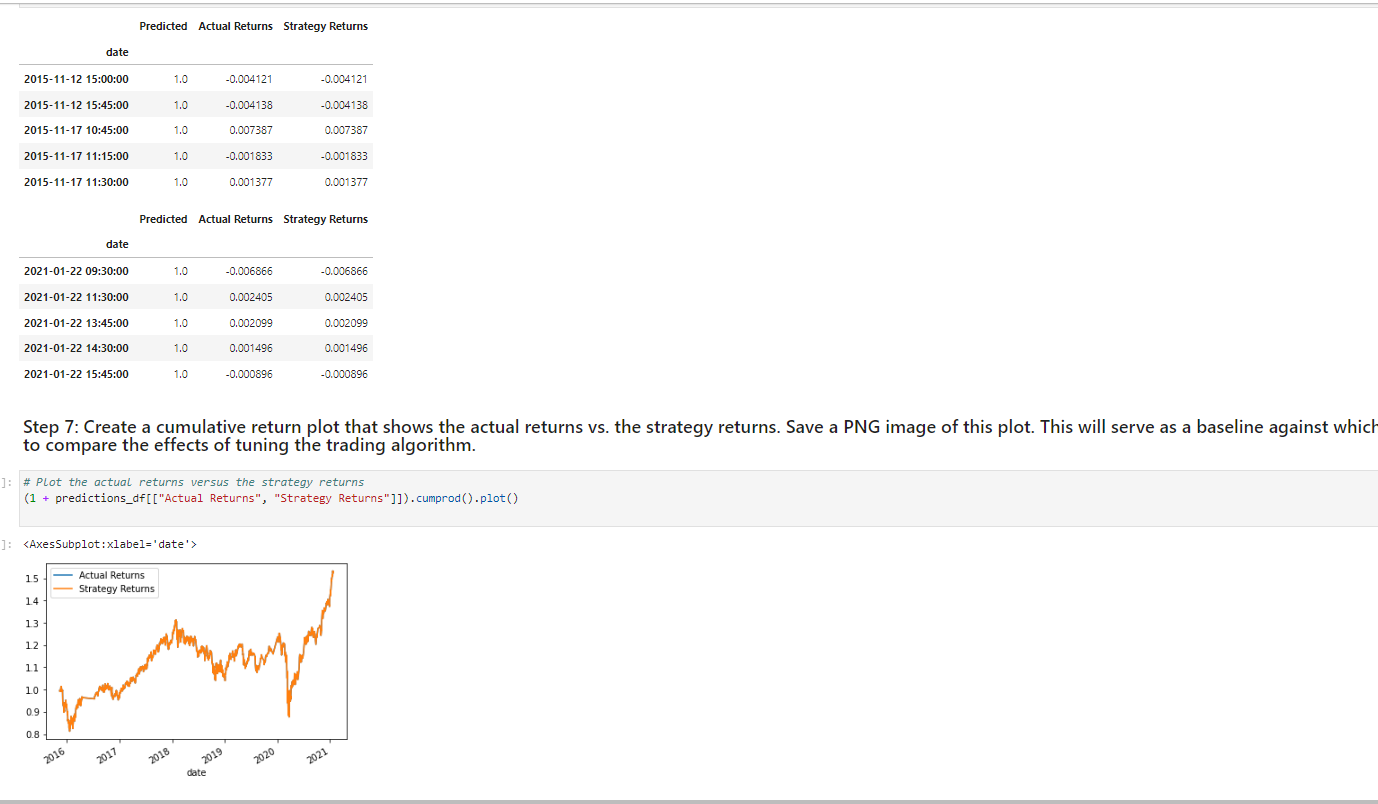 Predicted Actual Returns Strategy Returns
date
2015-11-12 15:00:00 1.0 -0.004121 -0.004121
2015-11-12 15:45:00 1.0 -0.004138 -0.004138
2015-11-17 10:45:00 1.0 0.007387 0.007387
2015-11-17 11:15:00 1.0 -0.001833 -0.001833
2015-11-17 11:30:00 1.0 0.001377 0.001377
Predicted Actual Returns Strategy Returns
date
2021-01-22 09:30:00 1.0 -0.006866 -0.006866
2021-01-22 11:30:00 1.0 0.002405 0.002405
2021-01-22 13:45:00 1.0 0.002099 0.002099
2021-01-22 14:30:00 1.0 0.001496 0.001496
2021-01-22 15:45:00 1.0 -0.000896 -0.000896
Step 7: Create a cumulative return plot that shows the actual returns vs. the strategy returns. Save a PNG image of this plot. This will serve as a baseline against which
to compare the effects of tuning the trading algorithm.
]: # Plot the actual returns versus the strategy returns
(1 + predictions_df[["Actual Returns", "Strategy Returns"]]).cumprod().plot()
]: <AxesSubplot:xlabel='date'>
Actual Returns
Strategy Returns
1.5
1.4
1.3
1.2
1.1
1.0
0.9
0.8
2016 2017 2018 2019 2020 2021
date